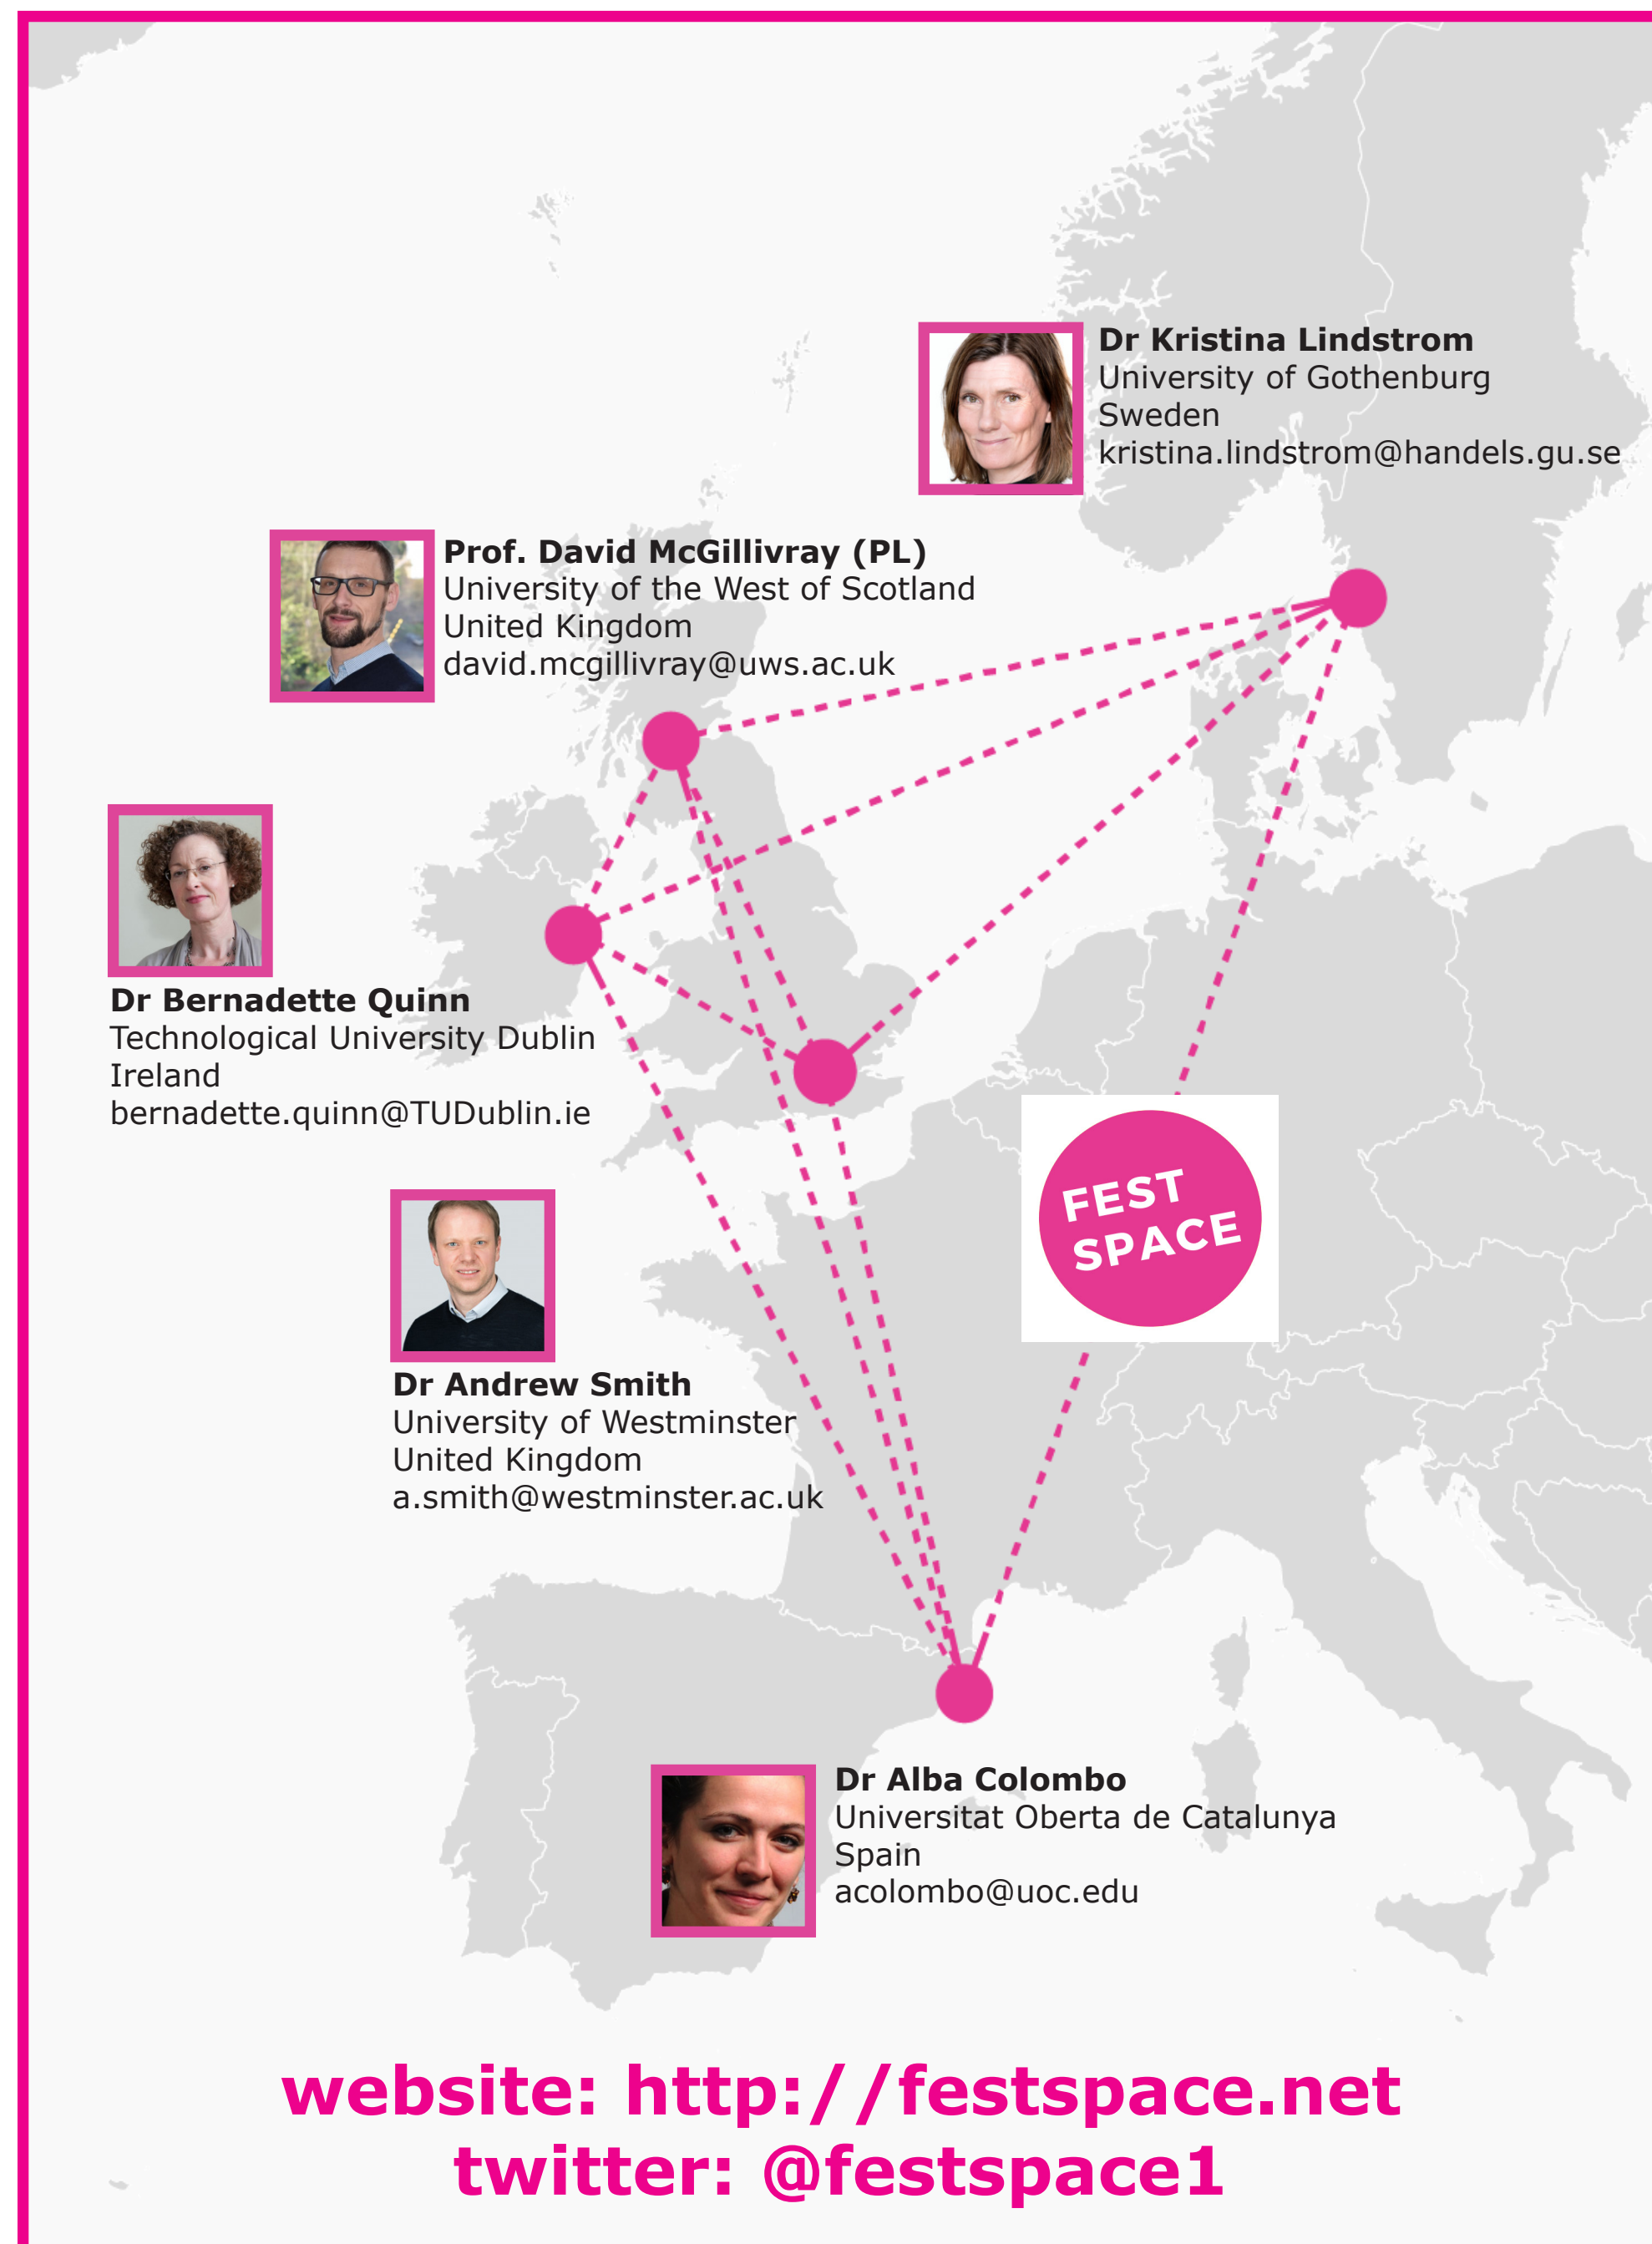 Dr Kristina Lindstrom
University of Gothenburg
Sweden
kristina.lindstrom@handels.gu.se
Prof. David McGillivray (PL)
University of the West of Scotland
United Kingdom
david.mcgillivray@uws.ac.uk
Dr Bernadette Quinn
Technological University Dublin
Ireland
bernadette.quinn@TUDublin.ie
FEST
SPACE
Dr Andrew Smith
University of Westminster
United Kingdom
a.smith@westminster.ac.uk
Dr Alba Colombo
Universitat Oberta de Catalunya
Spain
acolombo@uoc.edu
website: http://festspace.net
twitter: @festspace1